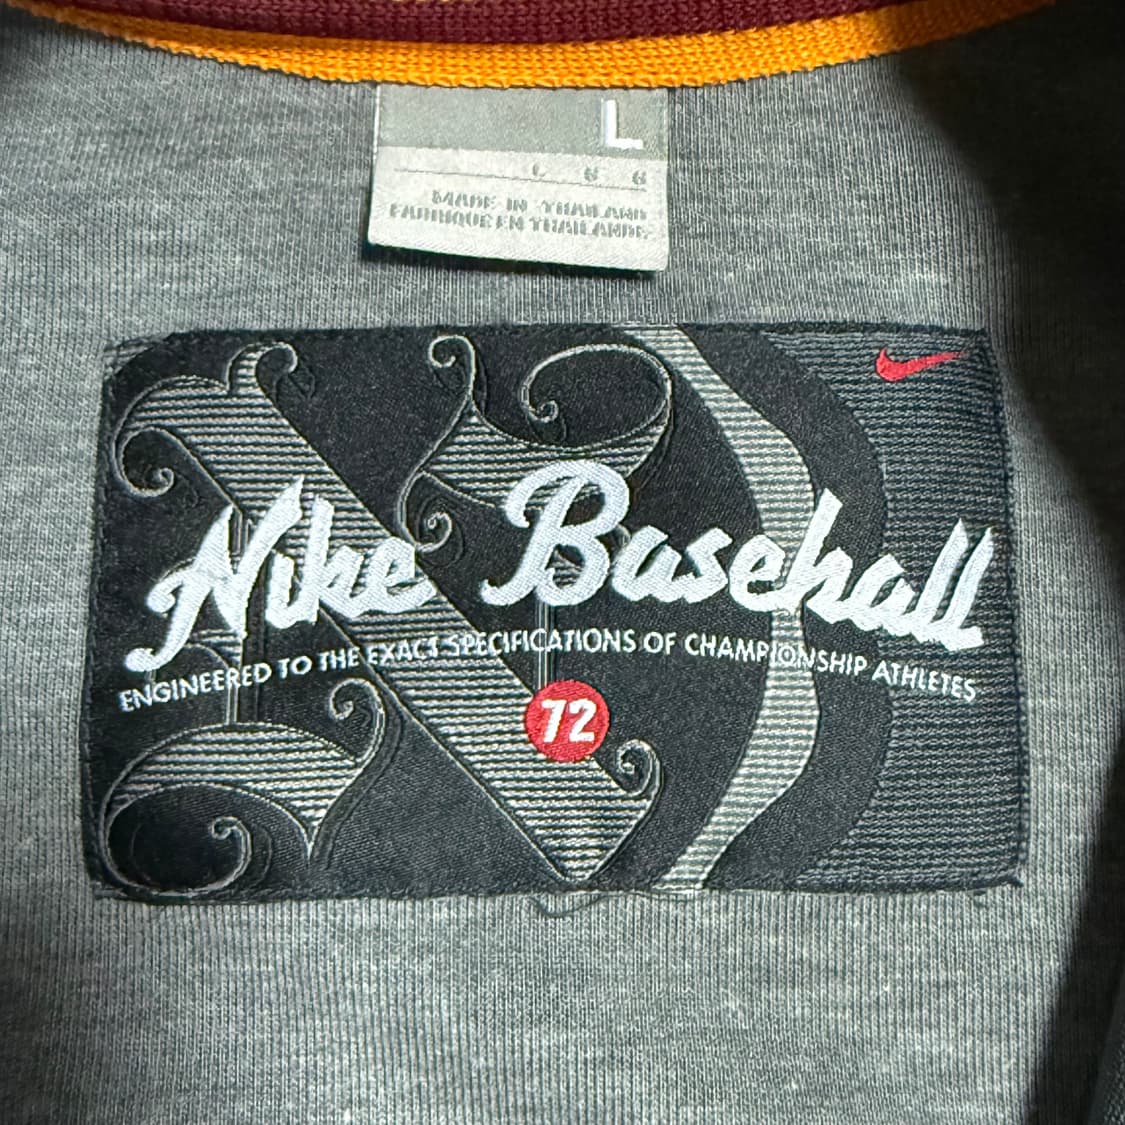 L
L G G
MADE IN THAILAND
FABRIQUE EN THAILANDE
Nike Baseball
ENGINEERED TO THE EXACT SPECIFICATIONS OF CHAMPIONSHIP ATHLETES
72